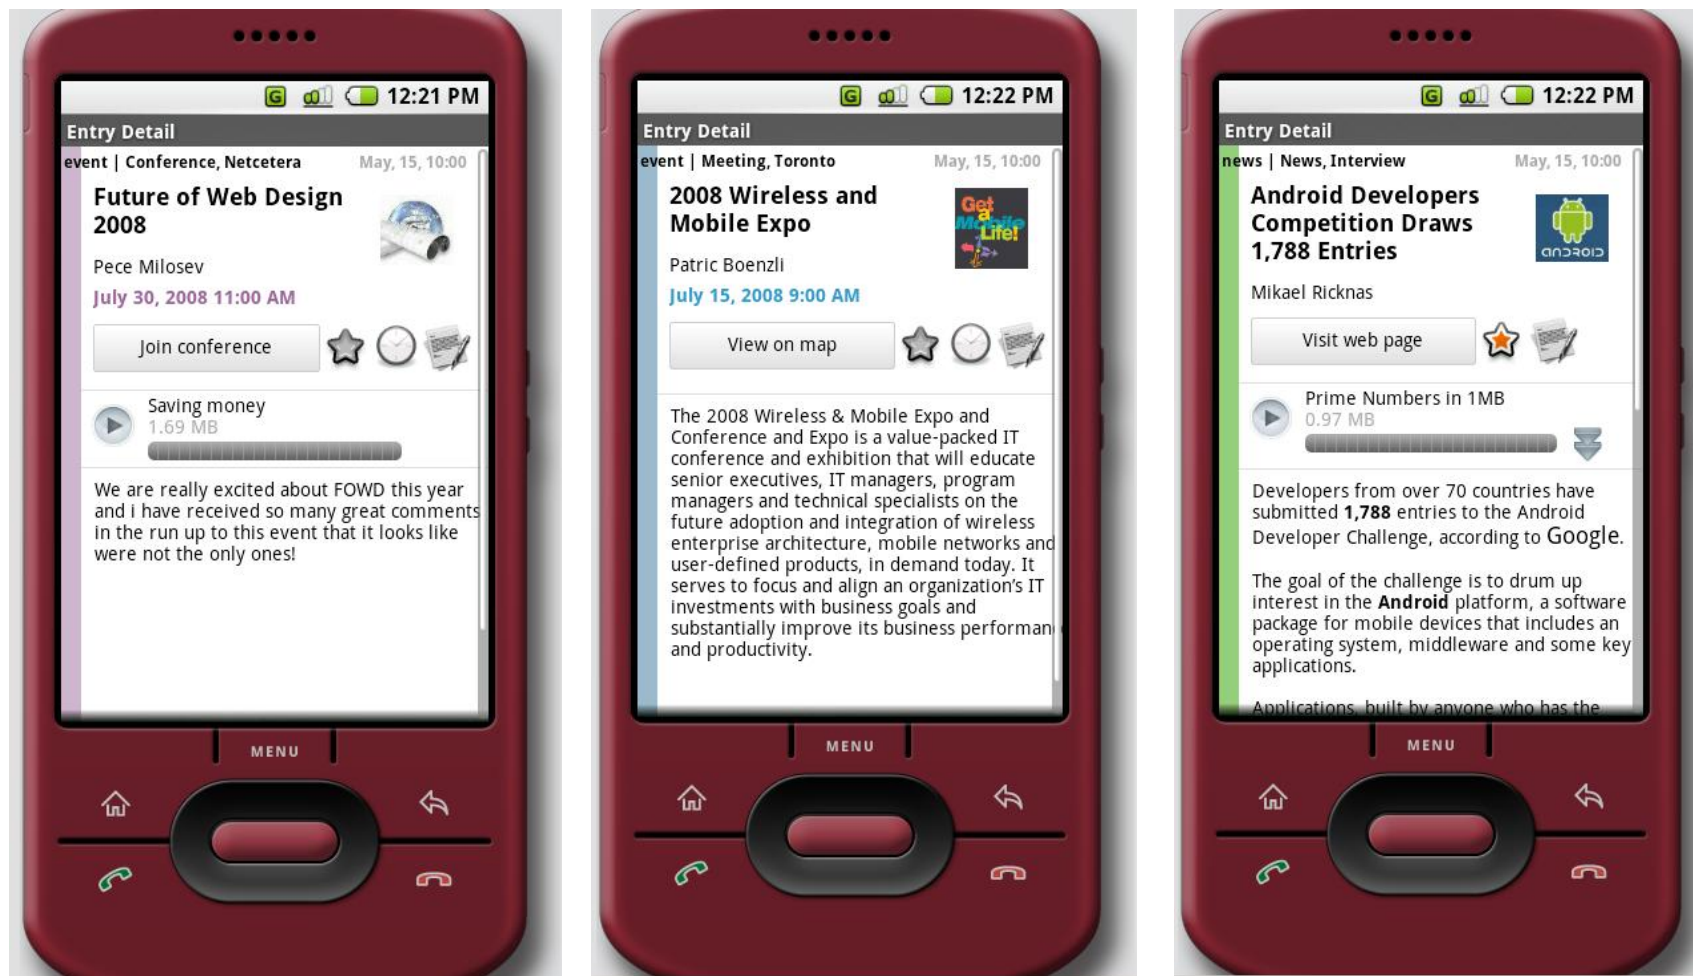 G 12:21 PM
Entry Detail
event | Conference, Netcetera May, 15, 10:00
Future of Web Design
2008
Pece Milosev
July 30, 2008 11:00 AM
Join conference
Saving money
1.69 MB
We are really excited about FOWD this year
and i have received so many great comments
in the run up to this event that it looks like
were not the only ones!
MENU
G 12:22 PM
Entry Detail
event | Meeting, Toronto May, 15, 10:00
2008 Wireless and
Mobile Expo
Get
a
Mobile
Life!
Patric Boenzli
July 15, 2008 9:00 AM
View on map
The 2008 Wireless & Mobile Expo and
Conference and Expo is a value-packed IT
conference and exhibition that will educate
senior executives, IT managers, program
managers and technical specialists on the
future adoption and integration of wireless
enterprise architecture, mobile networks and
user-defined products, in demand today. It
serves to focus and align an organization's IT
investments with business goals and
substantially improve its business performan
and productivity.
MENU
G 12:22 PM
Entry Detail
news | News, Interview May, 15, 10:00
Android Developers
Competition Draws
1,788 Entries
ANDROID
Mikael Ricknas
Visit web page
Prime Numbers in 1MB
0.97 MB
Developers from over 70 countries have
submitted 1,788 entries to the Android
Developer Challenge, according to Google.
The goal of the challenge is to drum up
interest in the Android platform, a software
package for mobile devices that includes an
operating system, middleware and some key
applications.
Applications, built by anyone who has the
MENU